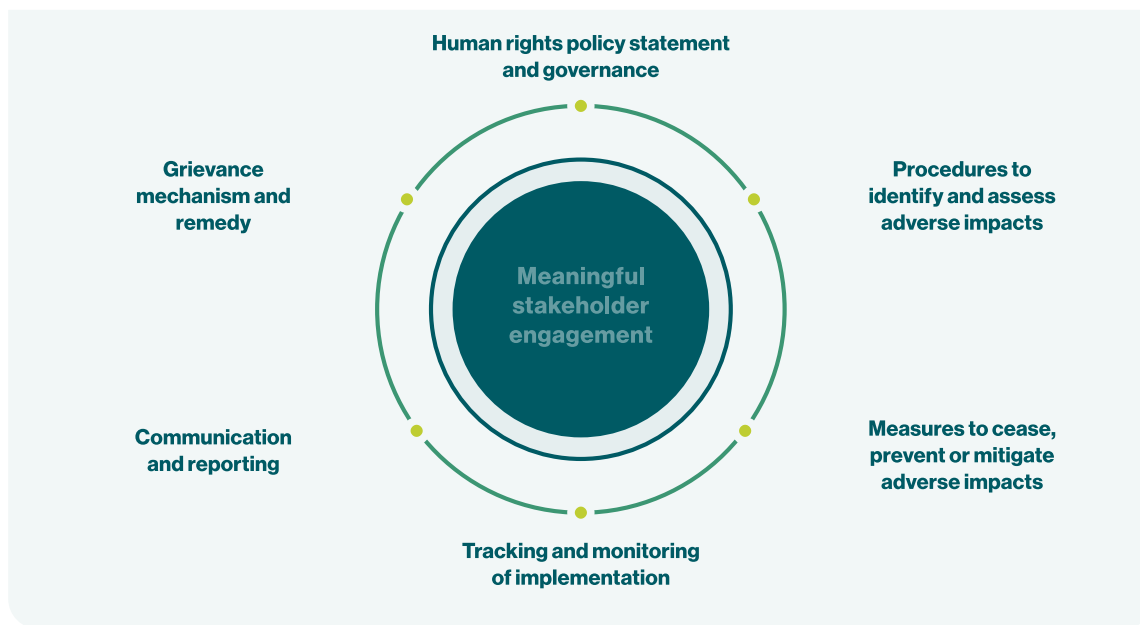 Human rights policy statement
and governance
Grievance
mechanism and
remedy
Procedures to
identify and assess
adverse impacts
Meaningful
stakeholder
engagement
Communication
and reporting
Measures to cease,
prevent or mitigate
adverse impacts
Tracking and monitoring
of implementation